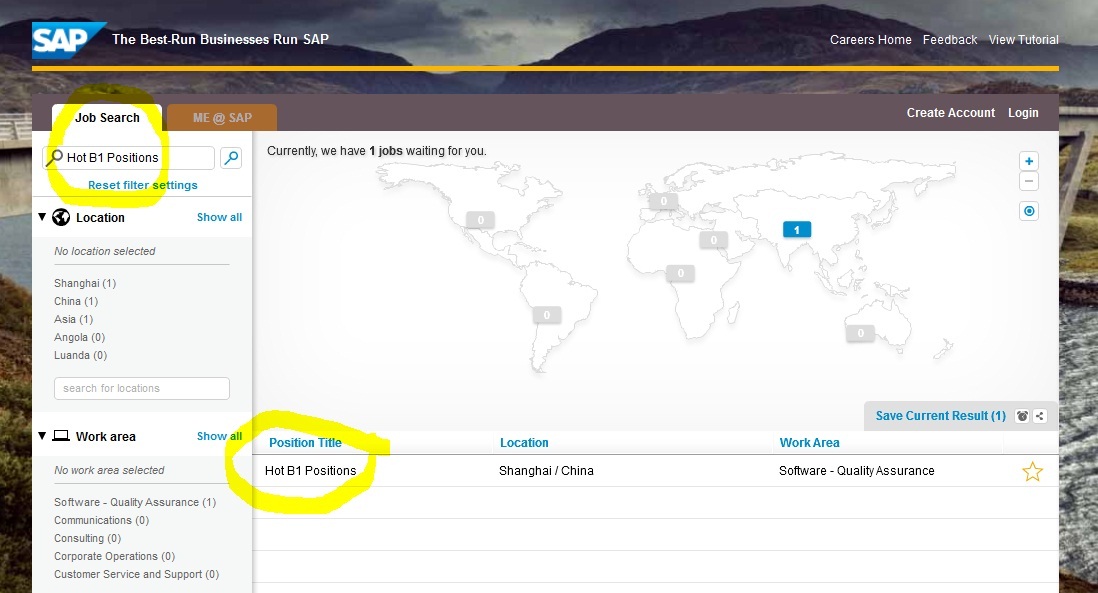 SAP The Best-Run Businesses Run SAP
Careers Home Feedback View Tutorial
Job Search ME @ SAP Create Account Login
Hot B1 Positions
Reset filter settings
Currently, we have 1 jobs waiting for you.
+
−
0
0
0
1
0
0
0
Location Show all
No location selected
Shanghai (1)
China (1)
Asia (1)
Angola (0)
Luanda (0)
search for locations
Work area Show all
No work area selected
Software - Quality Assurance (1)
Communications (0)
Consulting (0)
Corporate Operations (0)
Customer Service and Support (0)
Save Current Result (1)
Position Title Location Work Area
Hot B1 Positions Shanghai / China Software - Quality Assurance